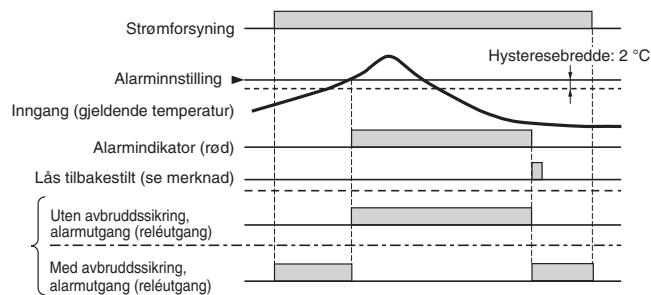 Strømforsyning
Hysteresebredde: 2 °C
Alarminnstilling
Inngang (gjeldende temperatur)
Alarmindikator (rød)
Lås tilbakestilt (se merknad)
Uten avbruddssikring,
alarmutgang (reléutgang)
Med avbruddssikring,
alarmutgang (reléutgang)